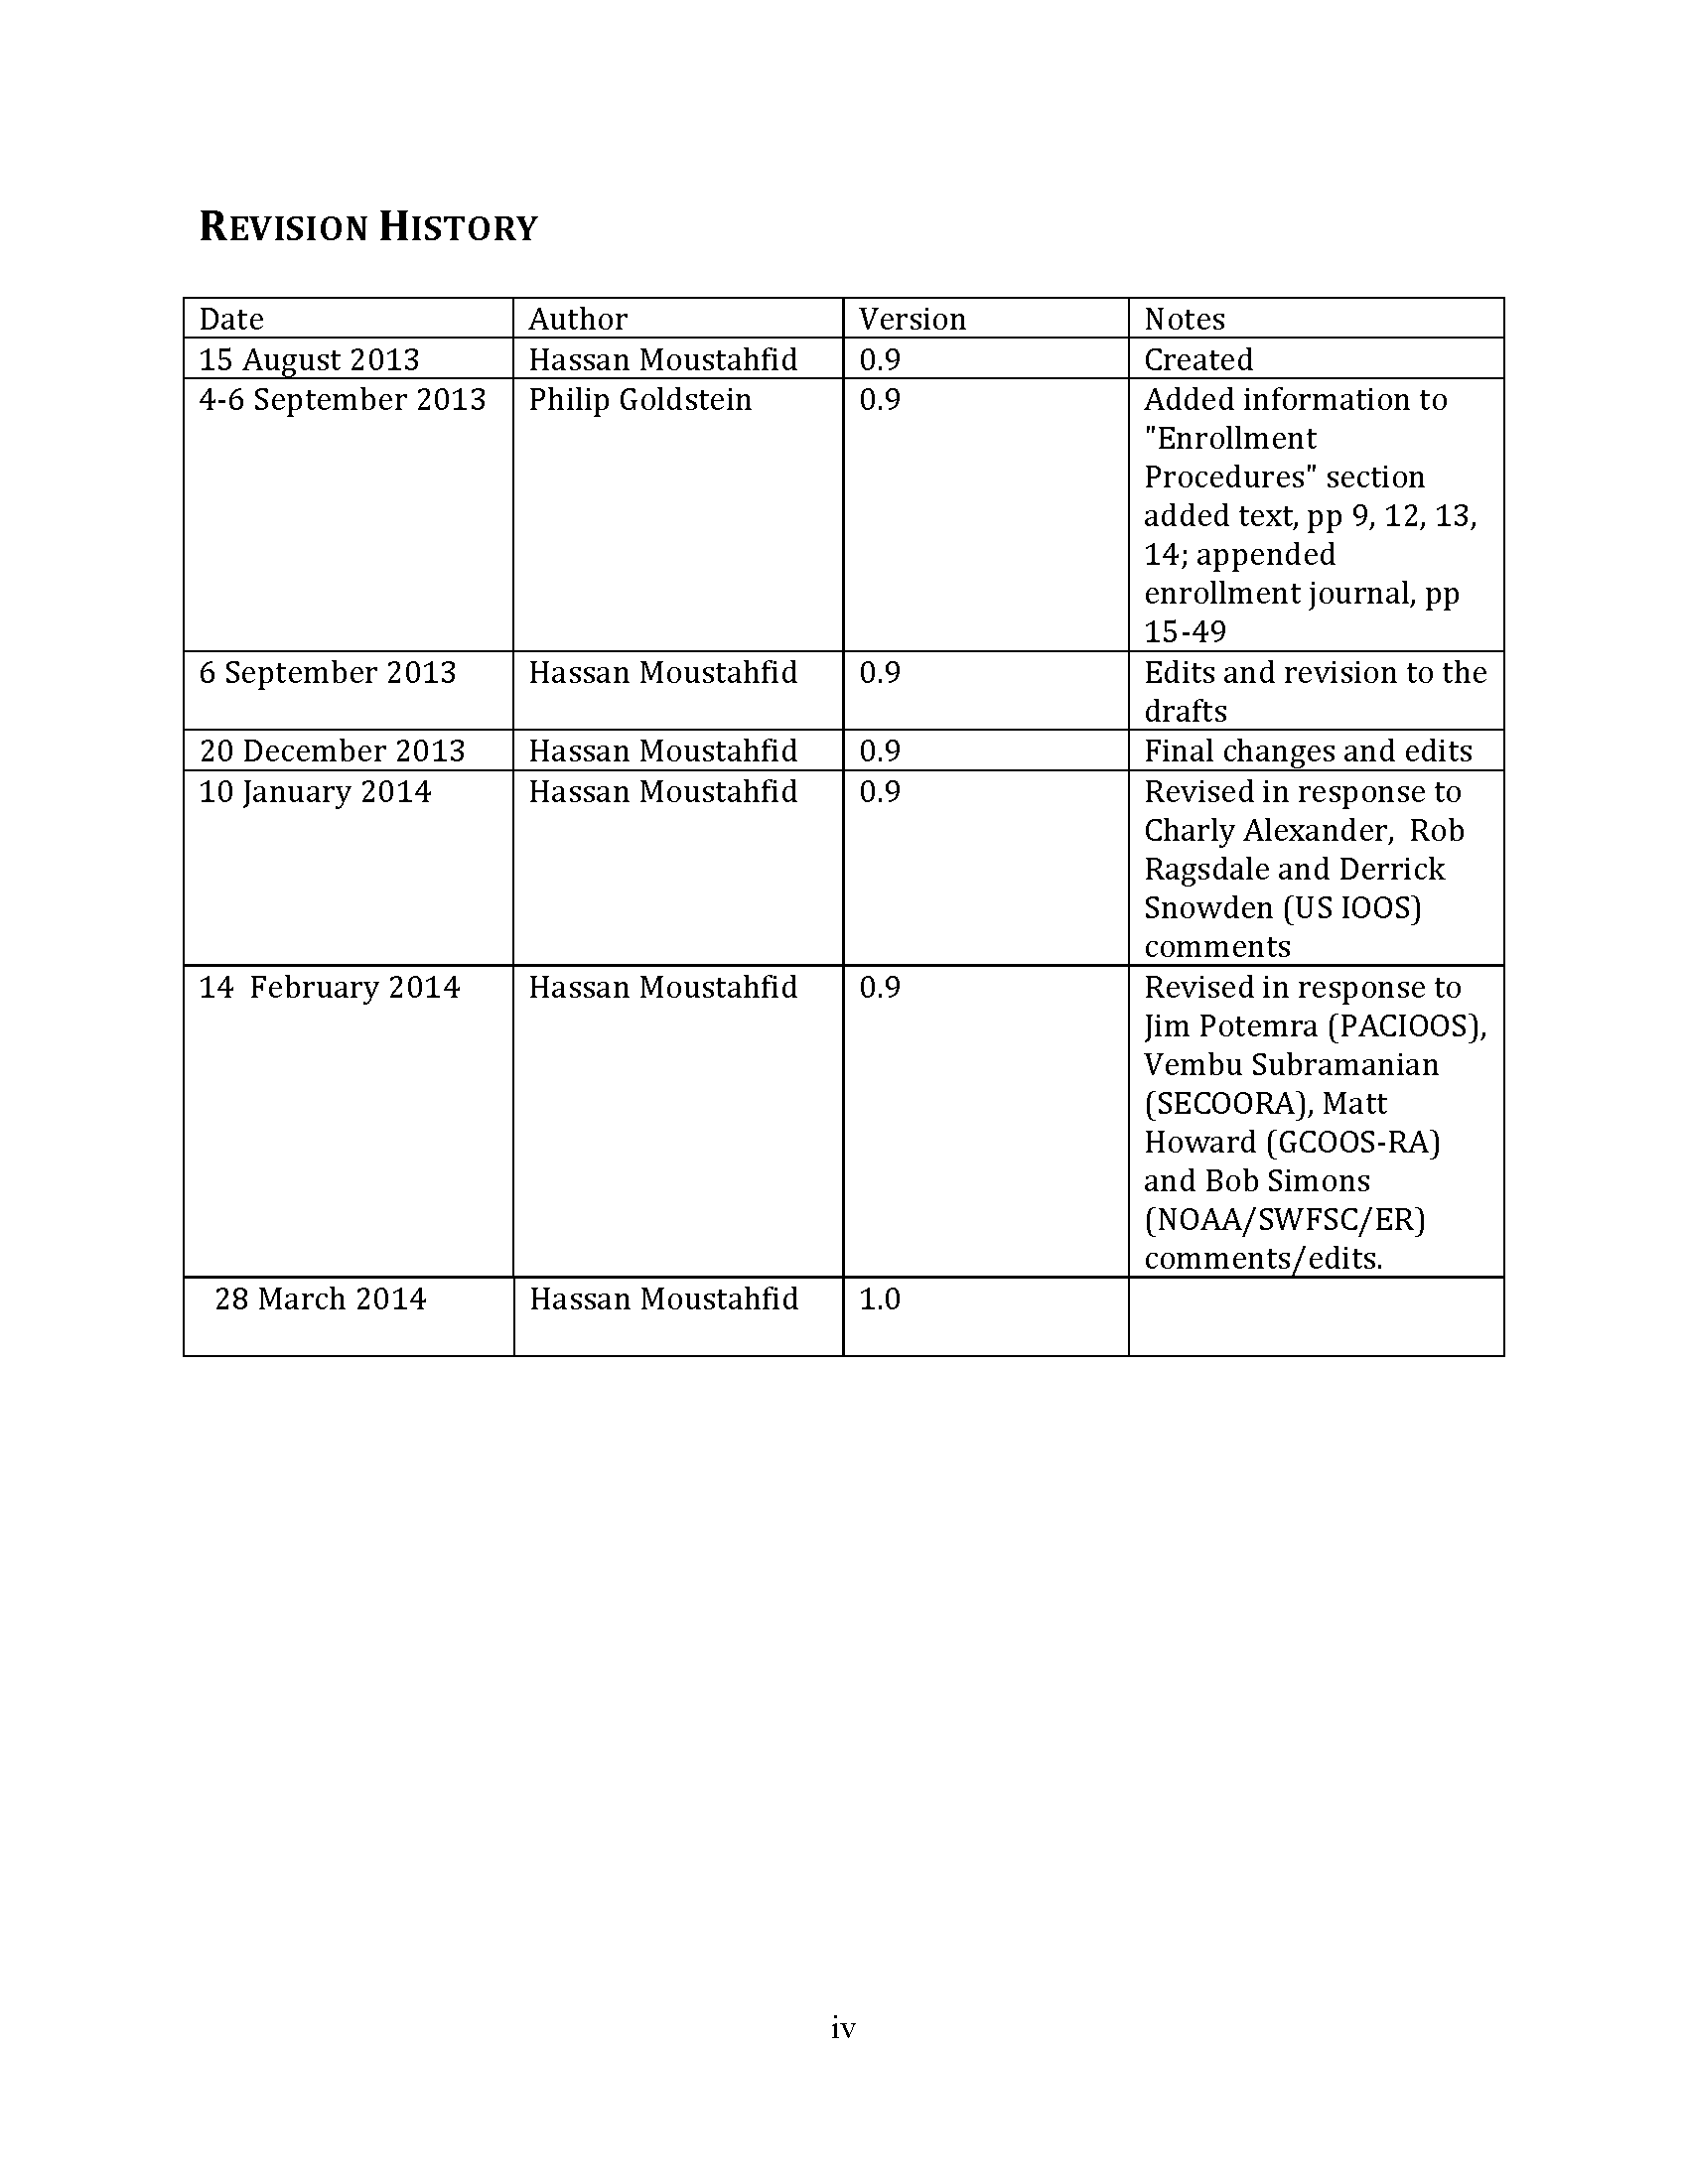 REVISION HISTORY
Date Author Version Notes
15 August 2013 Hassan Moustahfid 0.9 Created
4-6 September 2013 Philip Goldstein 0.9 Added information to
"Enrollment
Procedures" section
added text, pp 9, 12, 13,
14; appended
enrollment journal, pp
15-49
6 September 2013 Hassan Moustahfid 0.9 Edits and revision to the
drafts
20 December 2013 Hassan Moustahfid 0.9 Final changes and edits
10 January 2014 Hassan Moustahfid 0.9 Revised in response to
Charly Alexander,  Rob
Ragsdale and Derrick
Snowden (US IOOS)
comments
14  February 2014 Hassan Moustahfid 0.9 Revised in response to
Jim Potemra (PACIOOS),
Vembu Subramanian
(SECOORA), Matt
Howard (GCOOS-RA)
and Bob Simons
(NOAA/SWFSC/ER)
comments/edits.
28 March 2014 Hassan Moustahfid 1.0
iv